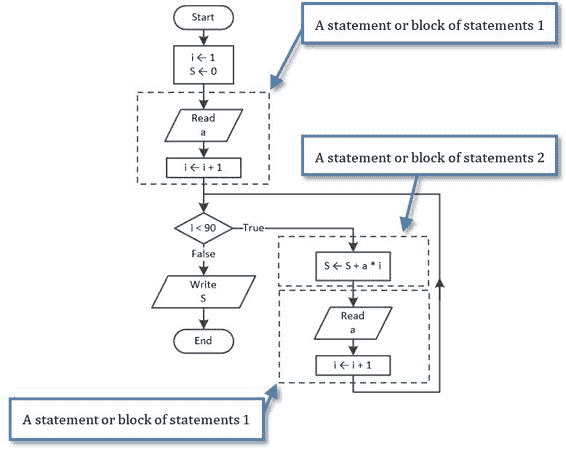 Start
A statement or block of statements 1
i ← 1
S ← 0
Read
a
i ← i + 1
A statement or block of statements 2
i < 90
True
False
S ← S + a * i
Write
S
Read
a
End
i ← i + 1
A statement or block of statements 1